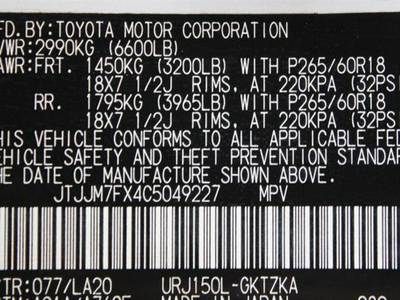 FD.BY:TOYOTA MOTOR CORPORATION
VWR:2990KG (6600LB)
AWR:FRT. 1450KG (3200LB) WITH P265/60R18
18X7 1/2J RIMS, AT 220KPA (32PSI
RR. 1795KG (3965LB) WITH P265/60R18
18X7 1/2J RIMS, AT 220KPA (32PS
HIS VEHICLE CONFORMS TO ALL APPLICABLE FED
EHICLE SAFETY AND THEFT PREVENTION STANDAR
HE DATE OF MANUFACTURE SHOWN ABOVE.
JTJJM7FX4C5049227 MPV
TR:077/LA20 URJ150L-GKTZKA
MADE IN JAPAN